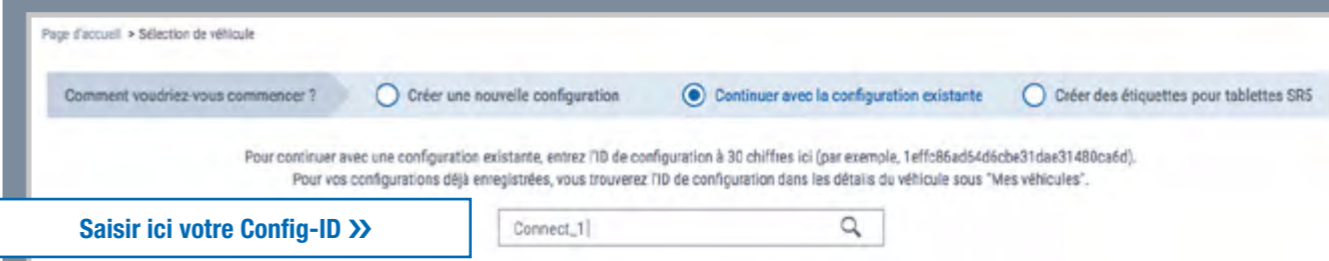 Page d'accueil > Sélection de véhicule
Comment voudriez-vous commencer ? Créer une nouvelle configuration Continuer avec la configuration existante Créer des étiquettes pour tablettes SR5
Pour continuer avec une configuration existante, entrez l'ID de configuration à 30 chiffres ici (par exemple, 1effc86ad54d6cbe31dae31480ca6d).
Pour vos configurations déjà enregistrées, vous trouverez l'ID de configuration dans les détails du véhicule sous "Mes véhicules".
Saisir ici votre Config-ID »
Connect_1